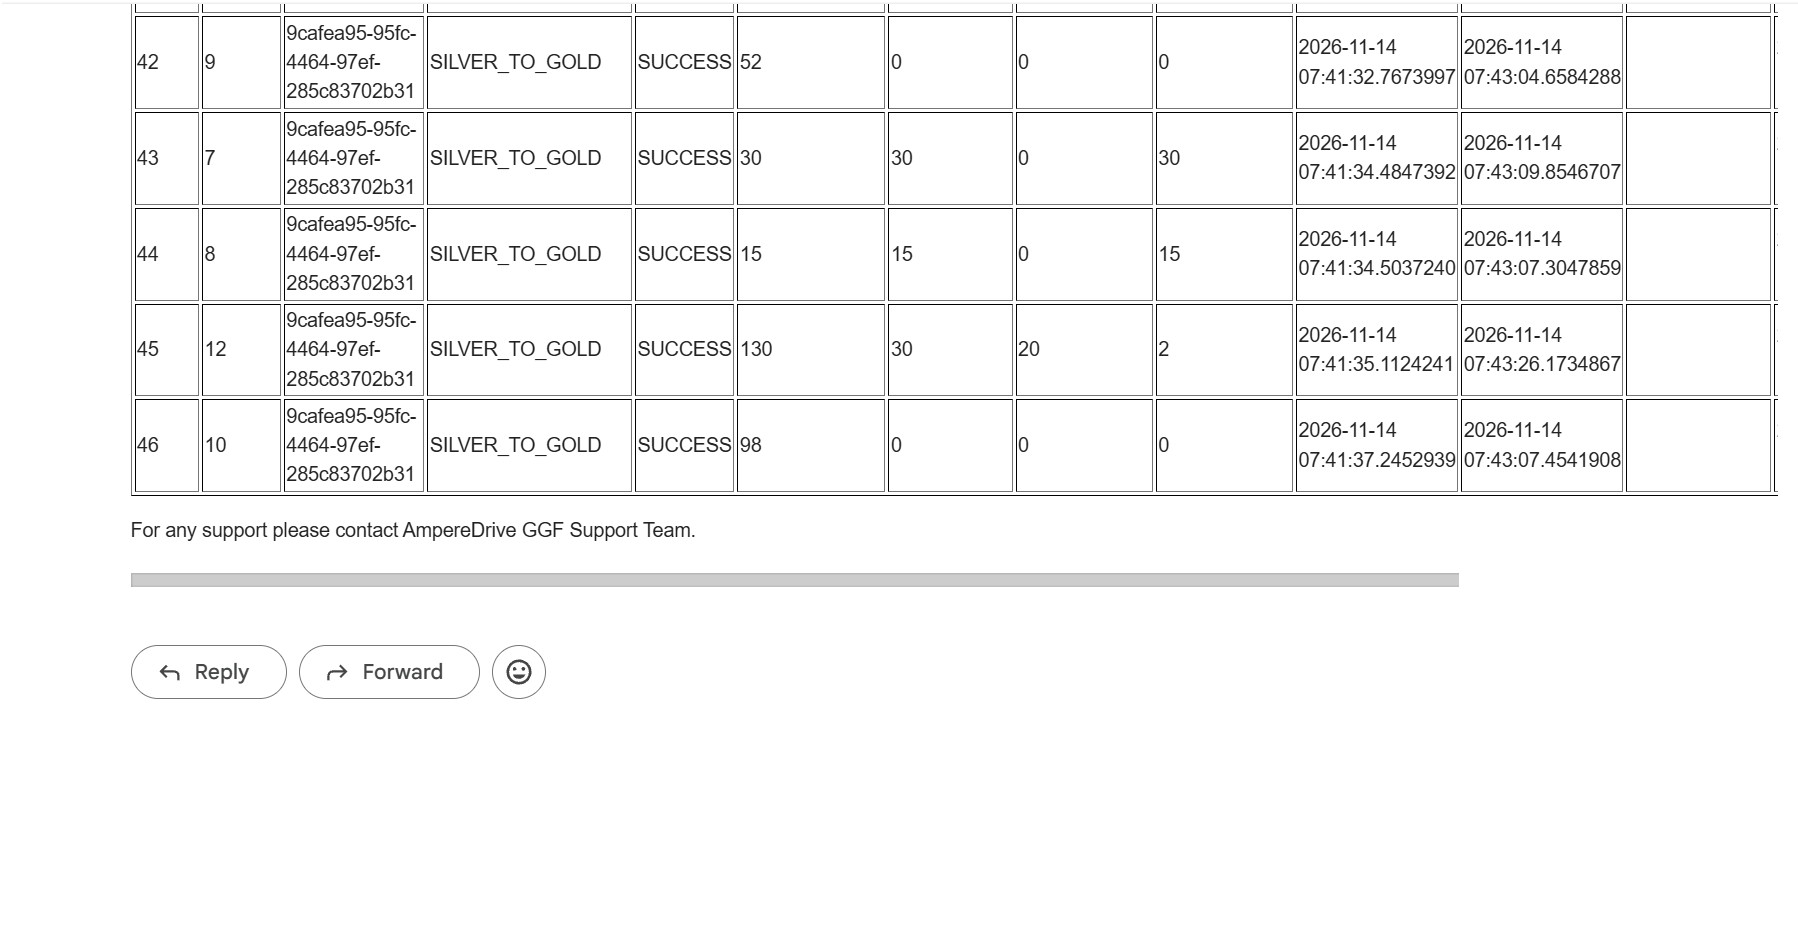 42 9 9cafea95-95fc-4464-97ef-285c83702b31 SILVER_TO_GOLD SUCCESS 52 0 0 0 2026-11-14 07:41:32.7673997 2026-11-14 07:43:04.6584288
43 7 9cafea95-95fc-4464-97ef-285c83702b31 SILVER_TO_GOLD SUCCESS 30 30 0 30 2026-11-14 07:41:34.4847392 2026-11-14 07:43:09.8546707
44 8 9cafea95-95fc-4464-97ef-285c83702b31 SILVER_TO_GOLD SUCCESS 15 15 0 15 2026-11-14 07:41:34.5037240 2026-11-14 07:43:07.3047859
45 12 9cafea95-95fc-4464-97ef-285c83702b31 SILVER_TO_GOLD SUCCESS 130 30 20 2 2026-11-14 07:41:35.1124241 2026-11-14 07:43:26.1734867
46 10 9cafea95-95fc-4464-97ef-285c83702b31 SILVER_TO_GOLD SUCCESS 98 0 0 0 2026-11-14 07:41:37.2452939 2026-11-14 07:43:07.4541908
For any support please contact AmpereDrive GGF Support Team.
Reply Forward